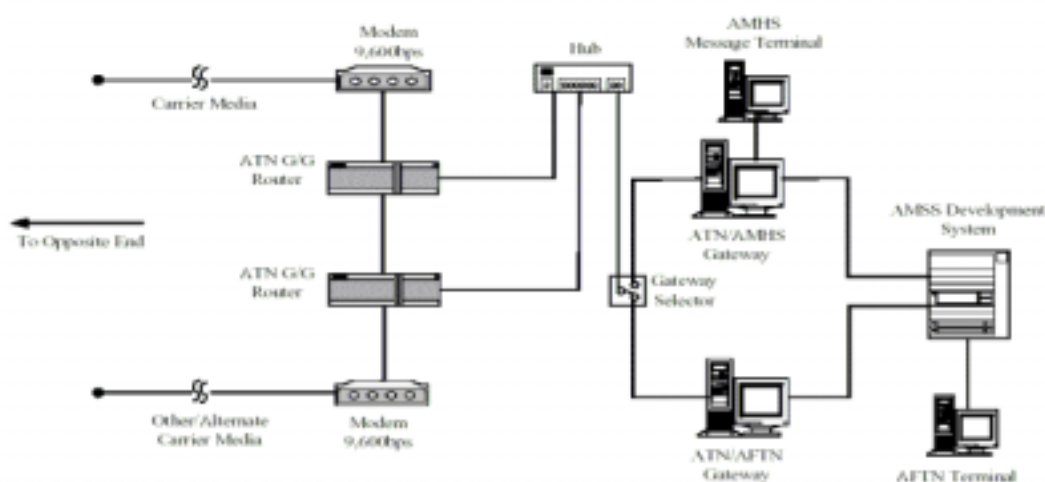 Modem
9,600bps
Hub
AMHS
Message Terminal
Carrier Media
ATN G/G
Router
To Opposite End
ATN G/G
Router
ATN/AMHS
Gateway
AMSS Development
System
Gateway
Selector
Other/Alternate
Carrier Media
Modem
9,600bps
ATN/AFTN
Gateway
AFTN Terminal